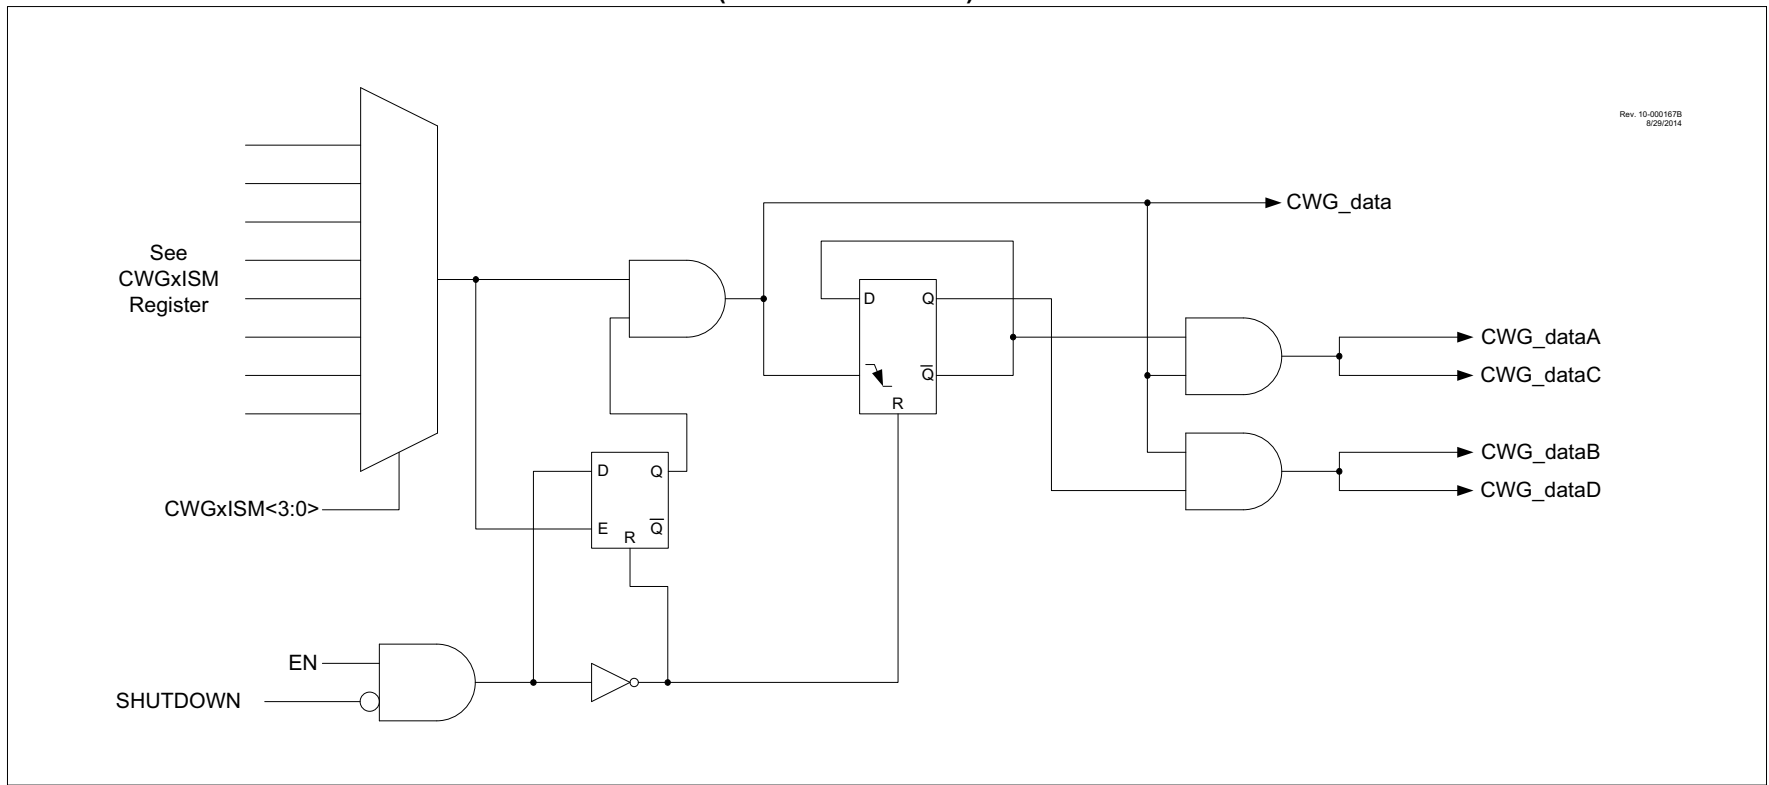 Rev. 10-000167B
8/29/2014
See
CWGxISM
Register
CWG_data
D
Q
Q̅
R
CWG_dataA
CWG_dataC
CWG_dataB
CWG_dataD
D
Q
E
Q̅
R
CWGxISM<3:0>
EN
SHUTDOWN